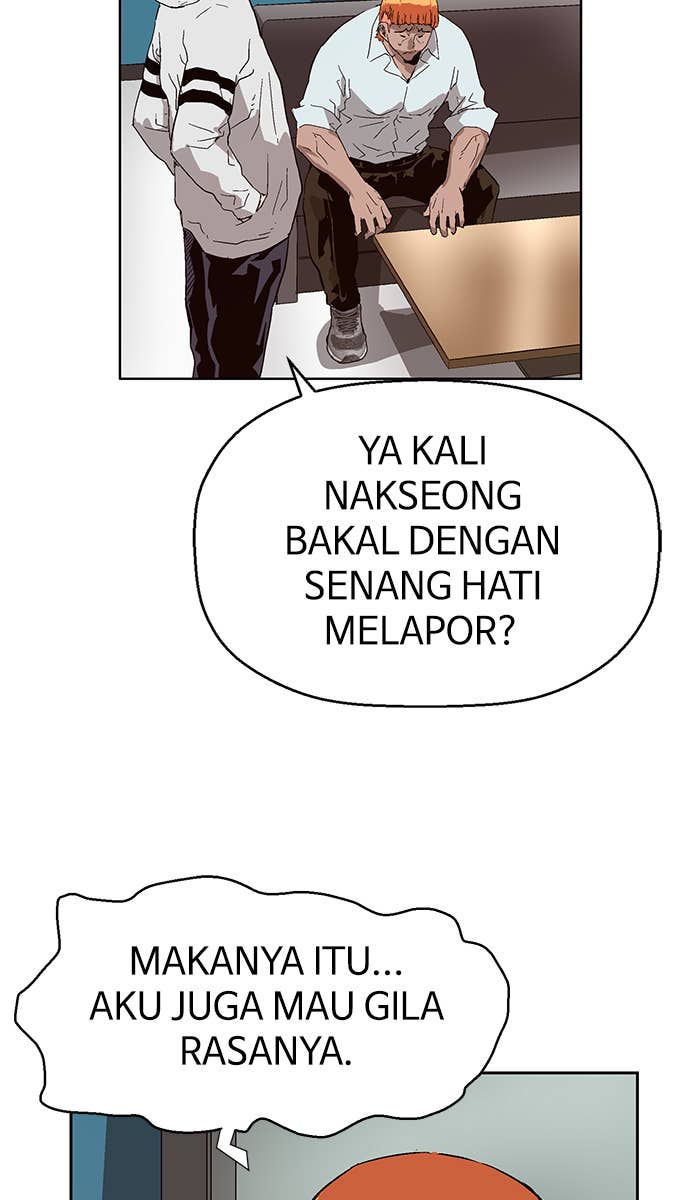 YA KALI
NAKSEONG
BAKAL DENGAN
SENANG HATI
MELAPOR?
MAKANYA ITU...
AKU JUGA MAU GILA
RASANYA.